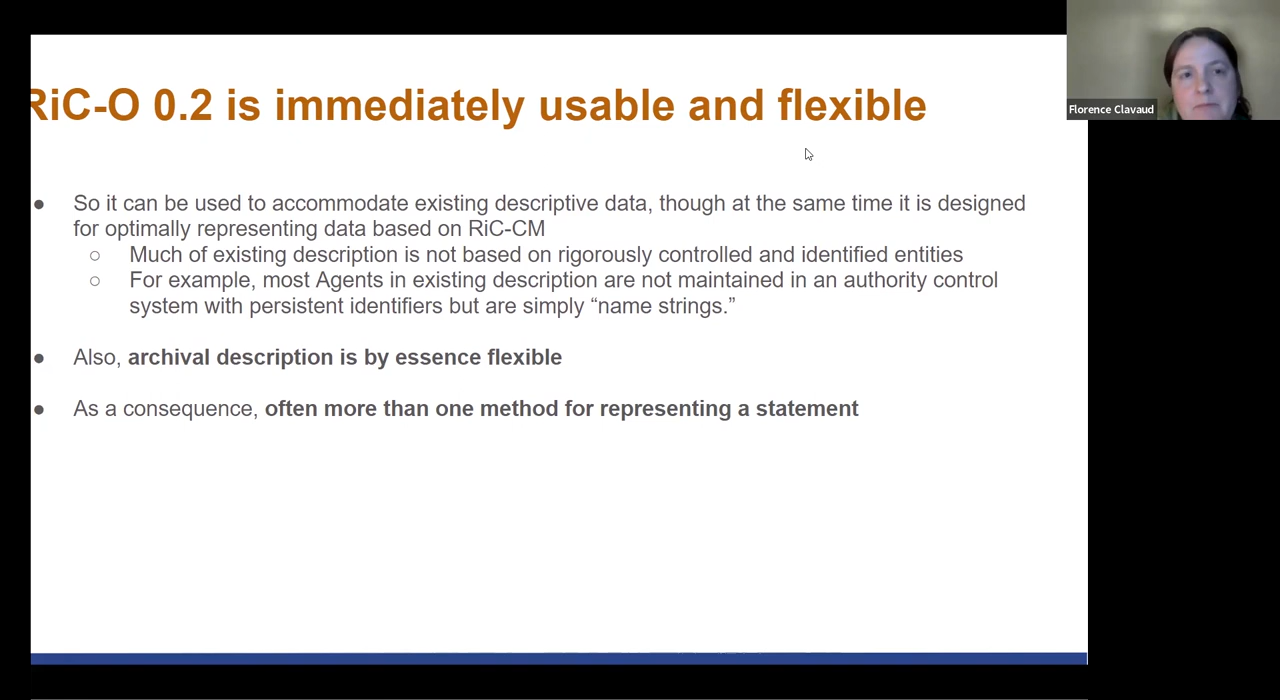 RiC-O 0.2 is immediately usable and flexible
Florence Clavaud
● So it can be used to accommodate existing descriptive data, though at the same time it is designed
for optimally representing data based on RiC-CM
○ Much of existing description is not based on rigorously controlled and identified entities
○ For example, most Agents in existing description are not maintained in an authority control
system with persistent identifiers but are simply “name strings.”
● Also, archival description is by essence flexible
● As a consequence, often more than one method for representing a statement